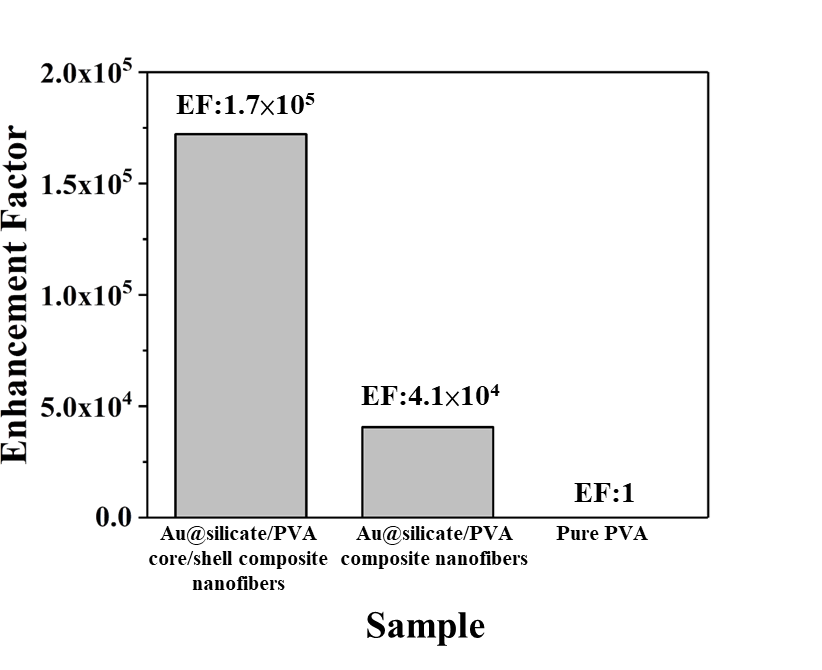 2.0x10⁵
EF:1.7×10⁵
1.5x10⁵
1.0x10⁵
5.0x10⁴
EF:4.1×10⁴
EF:1
0.0
Enhancement Factor
Au@silicate/PVA
core/shell composite
nanofibers
Au@silicate/PVA
composite nanofibers
Pure PVA
Sample